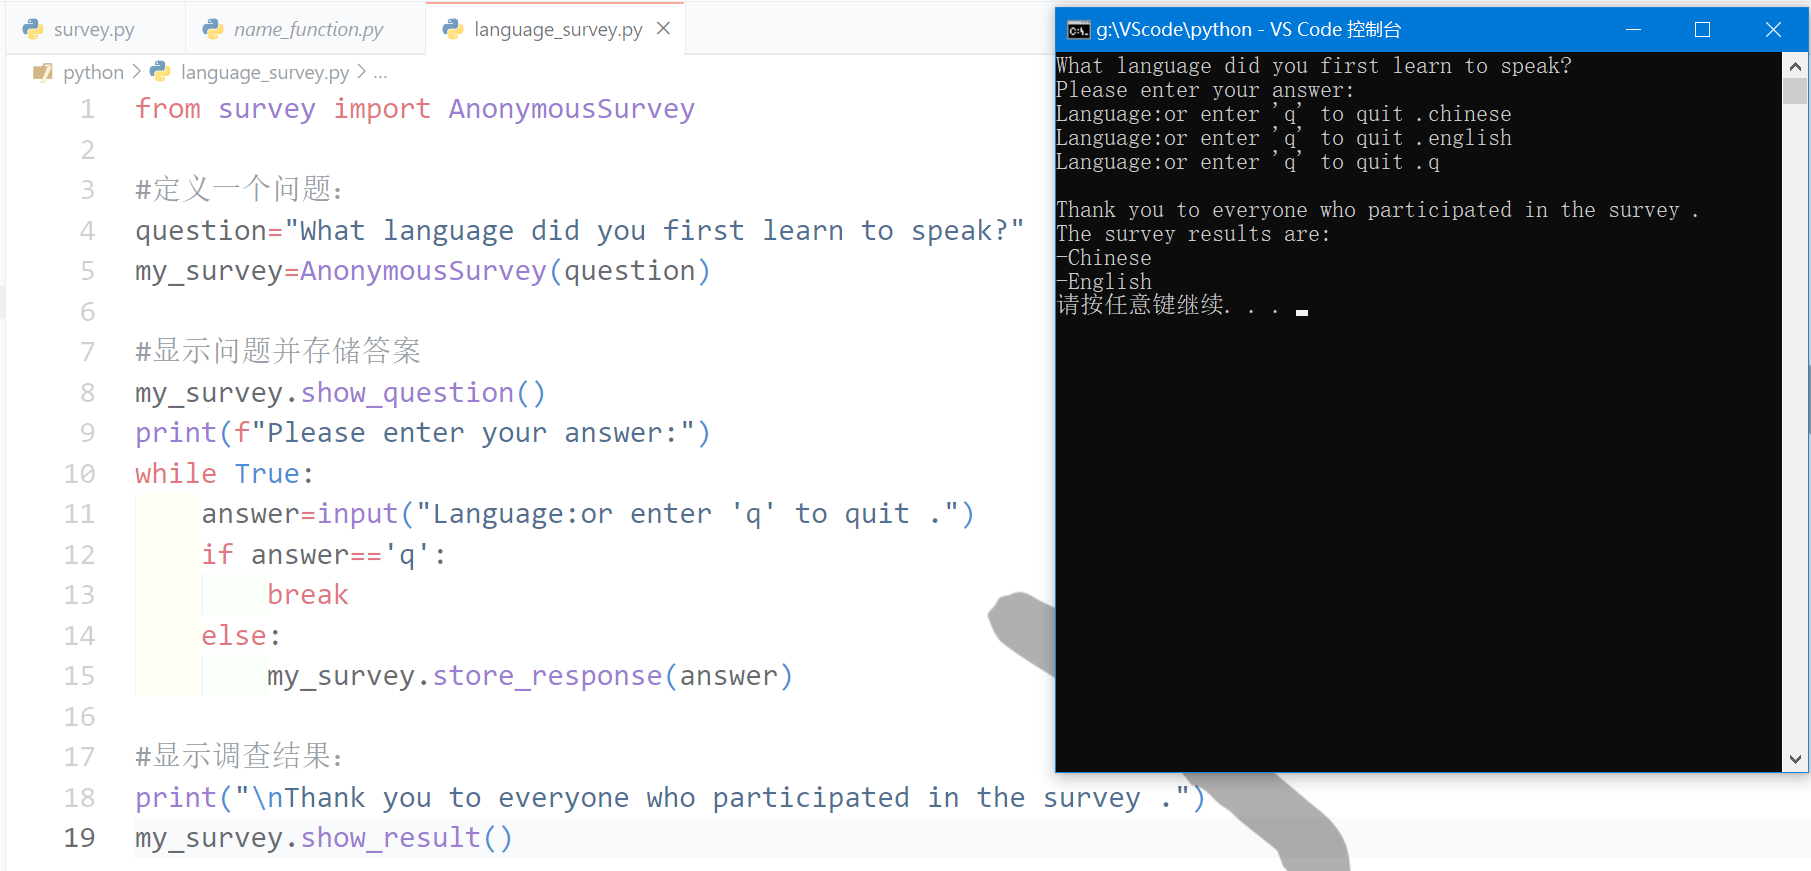 survey.py
name_function.py
language_survey.py
python > language_survey.py > ...
1 from survey import AnonymousSurvey
2
3 #定义一个问题：
4 question="What language did you first learn to speak?"
5 my_survey=AnonymousSurvey(question)
6
7 #显示问题并存储答案
8 my_survey.show_question()
9 print(f"Please enter your answer:")
10 while True:
11 answer=input("Language:or enter 'q' to quit .")
12 if answer=='q':
13 break
14 else:
15 my_survey.store_response(answer)
16
17 #显示调查结果：
18 print("\nThank you to everyone who participated in the survey .")
19 my_survey.show_result()
g:\VScode\python - VS Code 控制台
What language did you first learn to speak?
Please enter your answer:
Language:or enter 'q' to quit .chinese
Language:or enter 'q' to quit .english
Language:or enter 'q' to quit .q
Thank you to everyone who participated in the survey .
The survey results are:
-Chinese
-English
请按任意键继续. . .